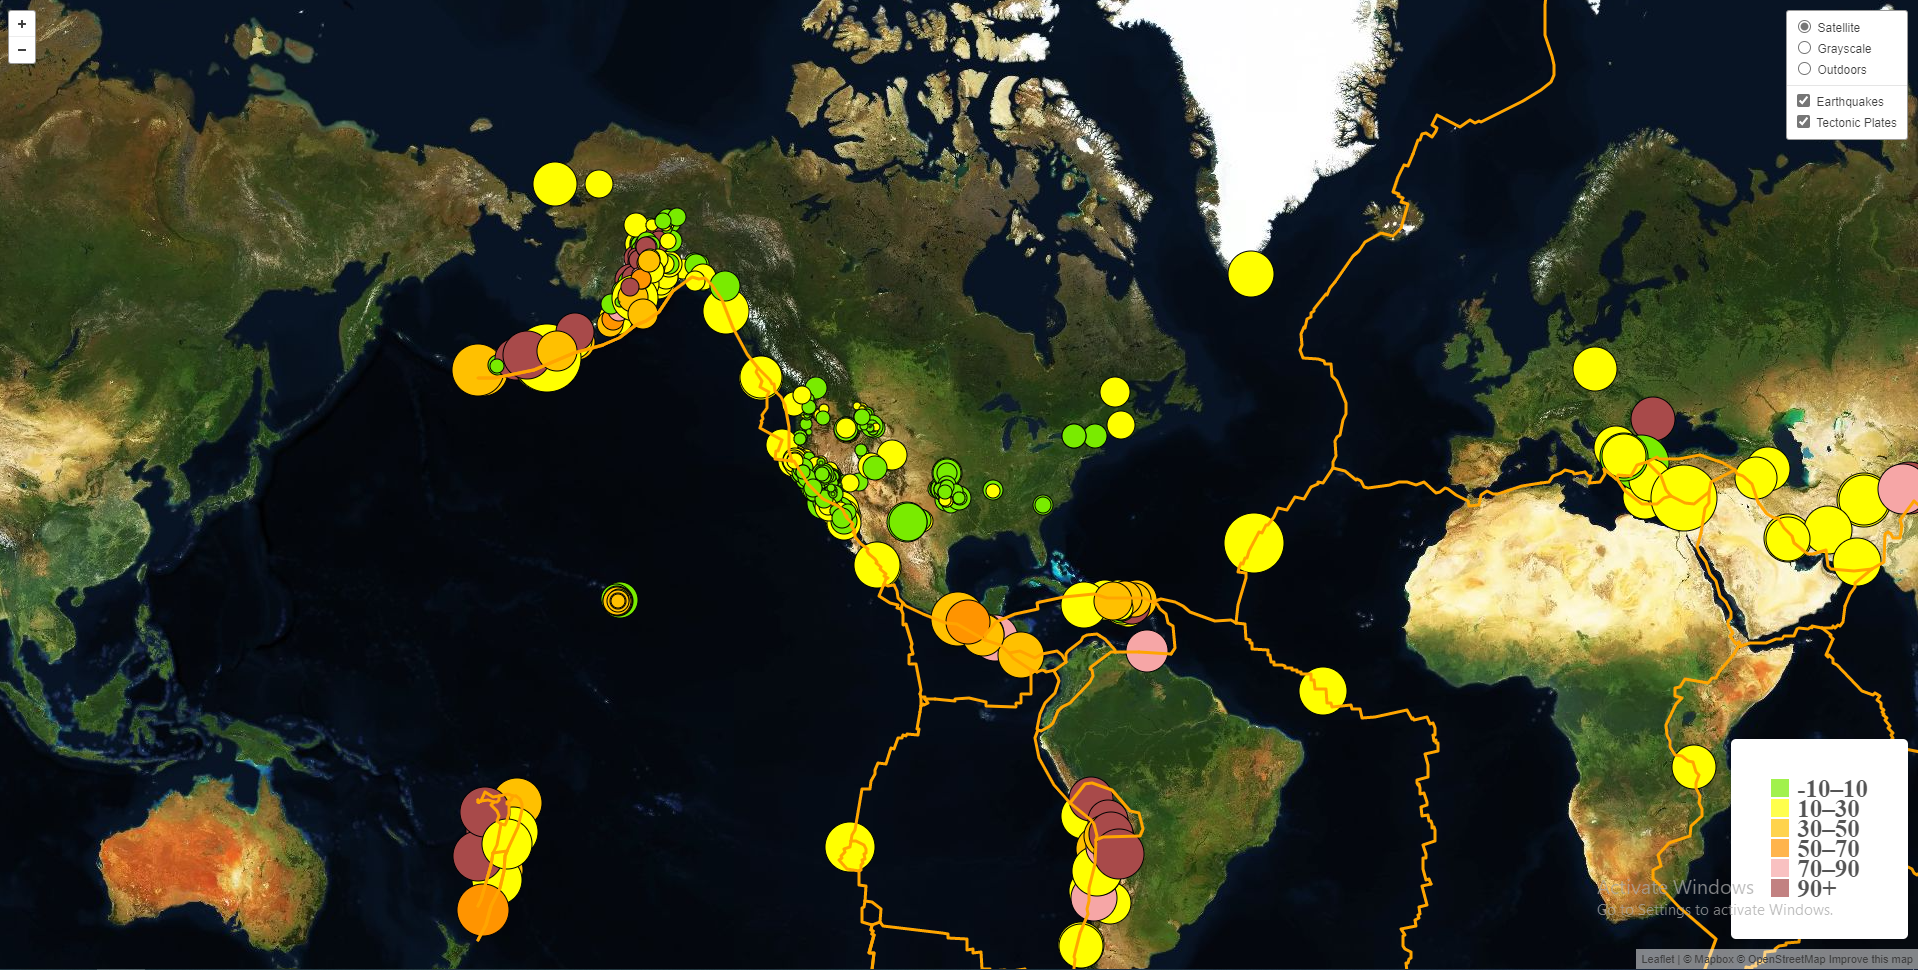 +
−
Satellite
Grayscale
Outdoors
Earthquakes
Tectonic Plates
-10–10
10–30
30–50
50–70
70–90
90+
Activate Windows
Go to Settings to activate Windows.
Leaflet | © Mapbox © OpenStreetMap Improve this map